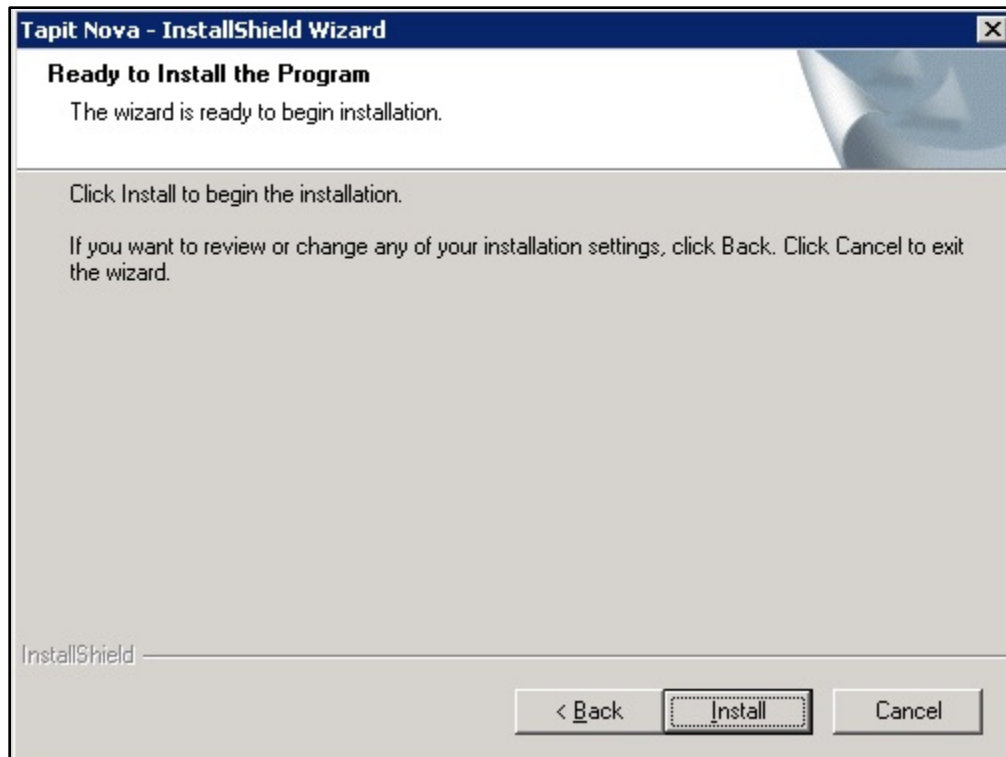 Tapit Nova - InstallShield Wizard
Ready to Install the Program
The wizard is ready to begin installation.
Click Install to begin the installation.
If you want to review or change any of your installation settings, click Back. Click Cancel to exit
the wizard.
InstallShield
< Back
Install
Cancel